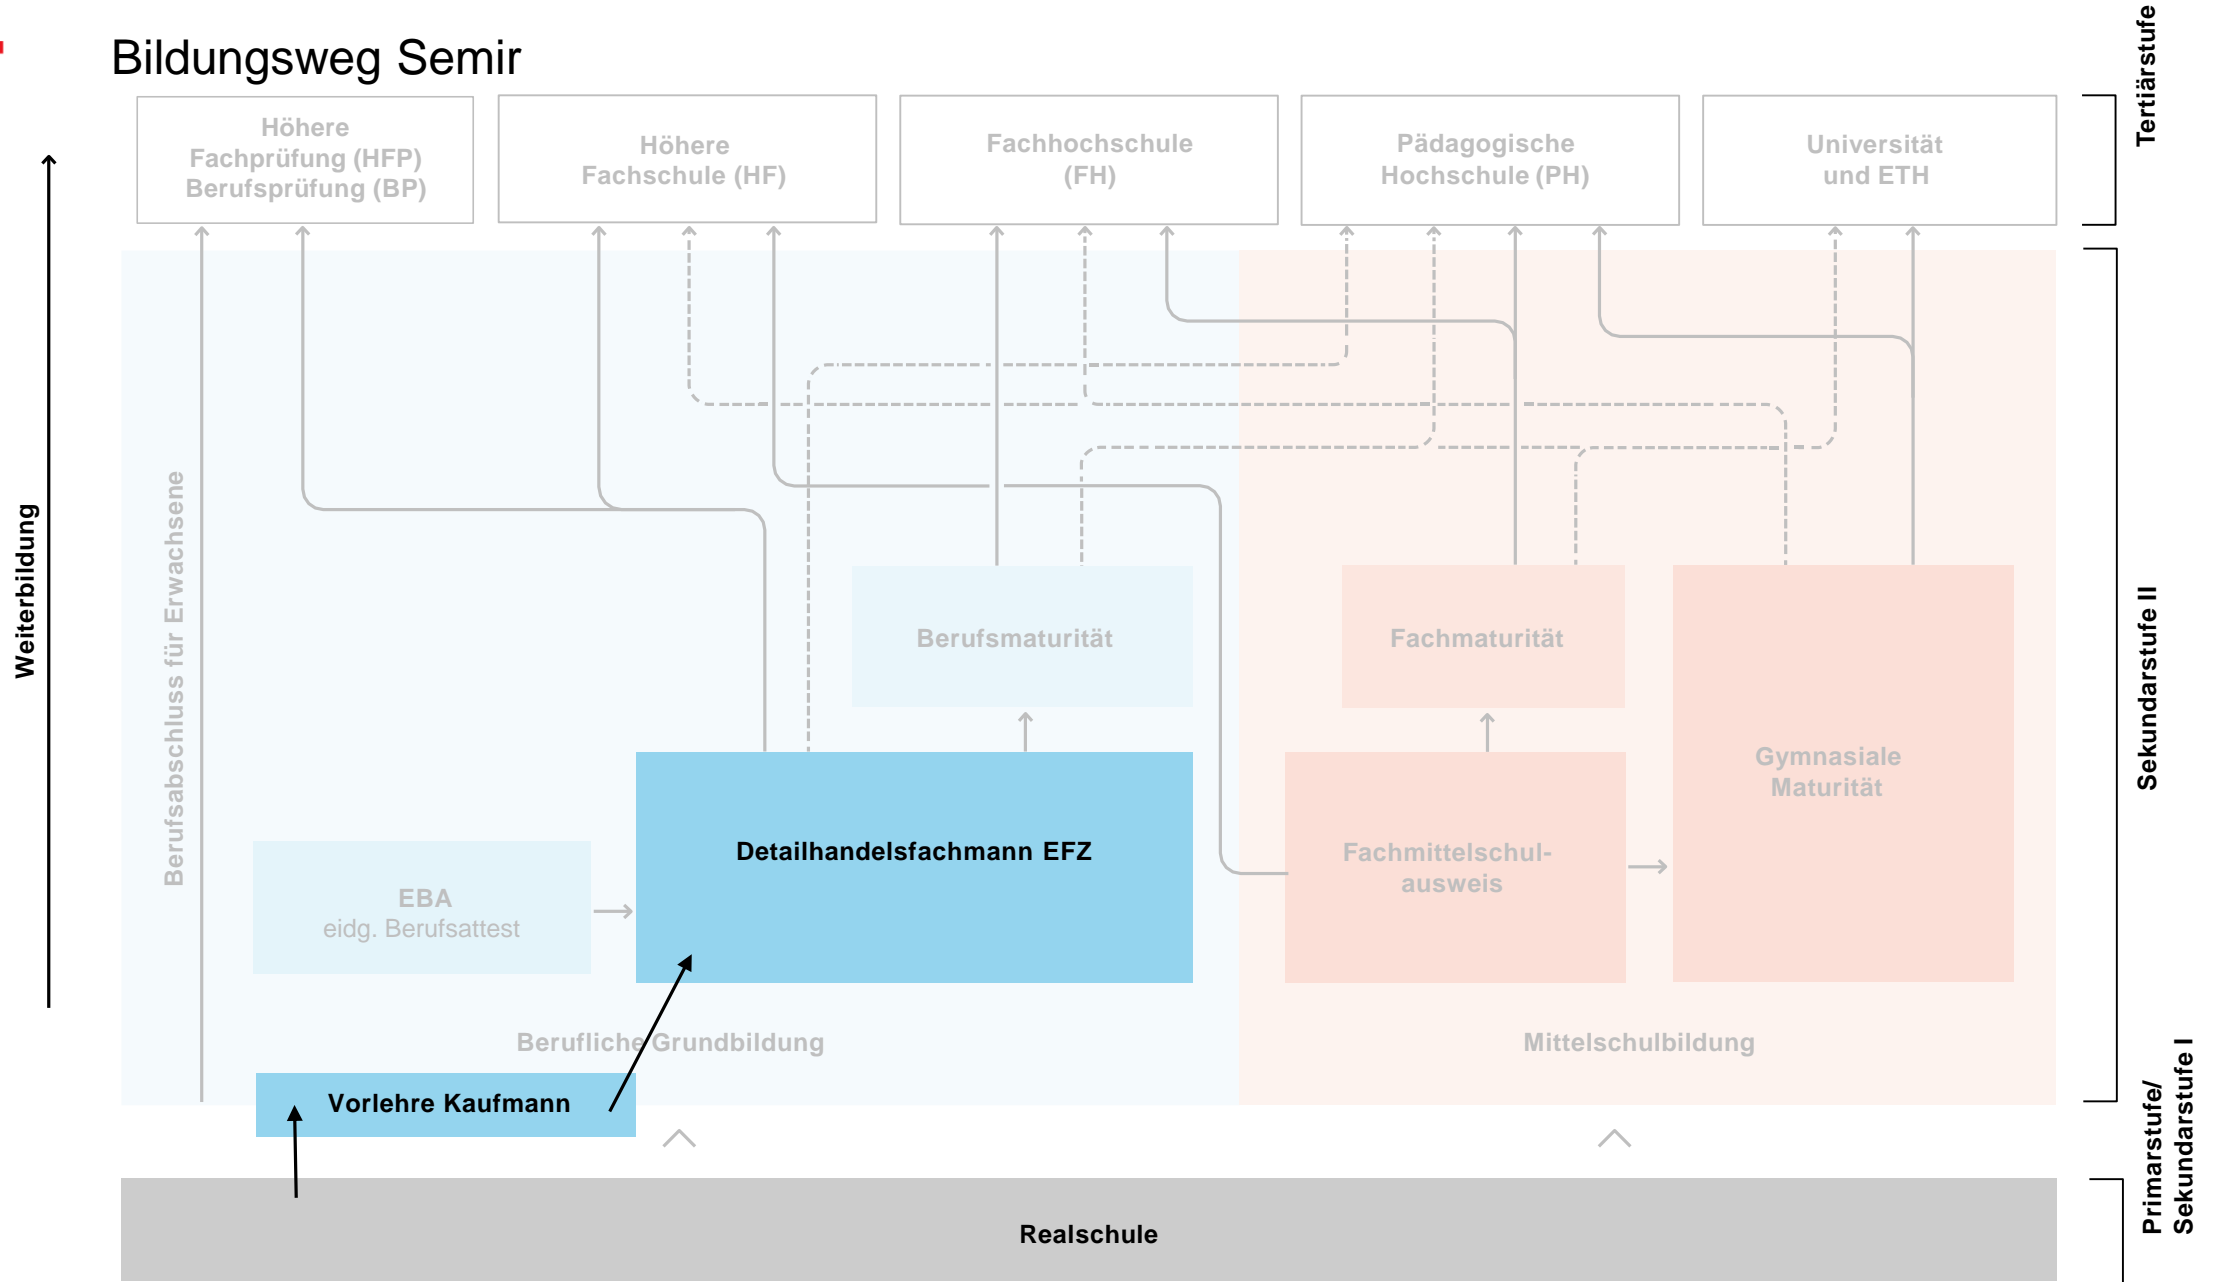 Bildungsweg Semir
Tertiärstufe
Höhere
Fachprüfung (HFP)
Berufsprüfung (BP)
Höhere
Fachschule (HF)
Fachhochschule
(FH)
Pädagogische
Hochschule (PH)
Universität
und ETH
Weiterbildung
Berufsabschluss für Erwachsene
Berufsmaturität
Fachmaturität
Gymnasiale
Maturität
Sekundarstufe II
Detailhandelsfachmann EFZ
Fachmittelschul-
ausweis
EBA
eidg. Berufsattest
Berufliche Grundbildung
Mittelschulbildung
Vorlehre Kaufmann
Primarstufe/
Sekundarstufe I
Realschule